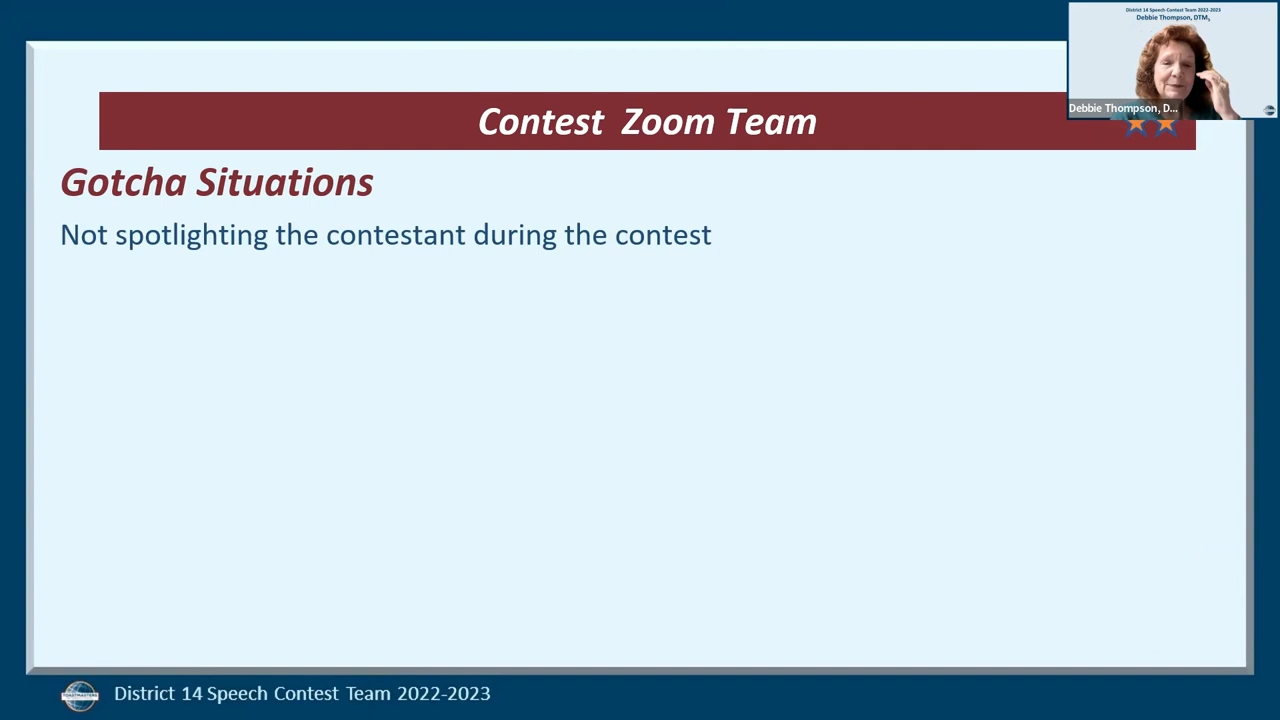 District 14 Speech Contest Team 2022-2023
Debbie Thompson, DTM
Debbie Thompson, D...
Contest Zoom Team
Gotcha Situations
Not spotlighting the contestant during the contest
TOASTMASTERS
District 14 Speech Contest Team 2022-2023